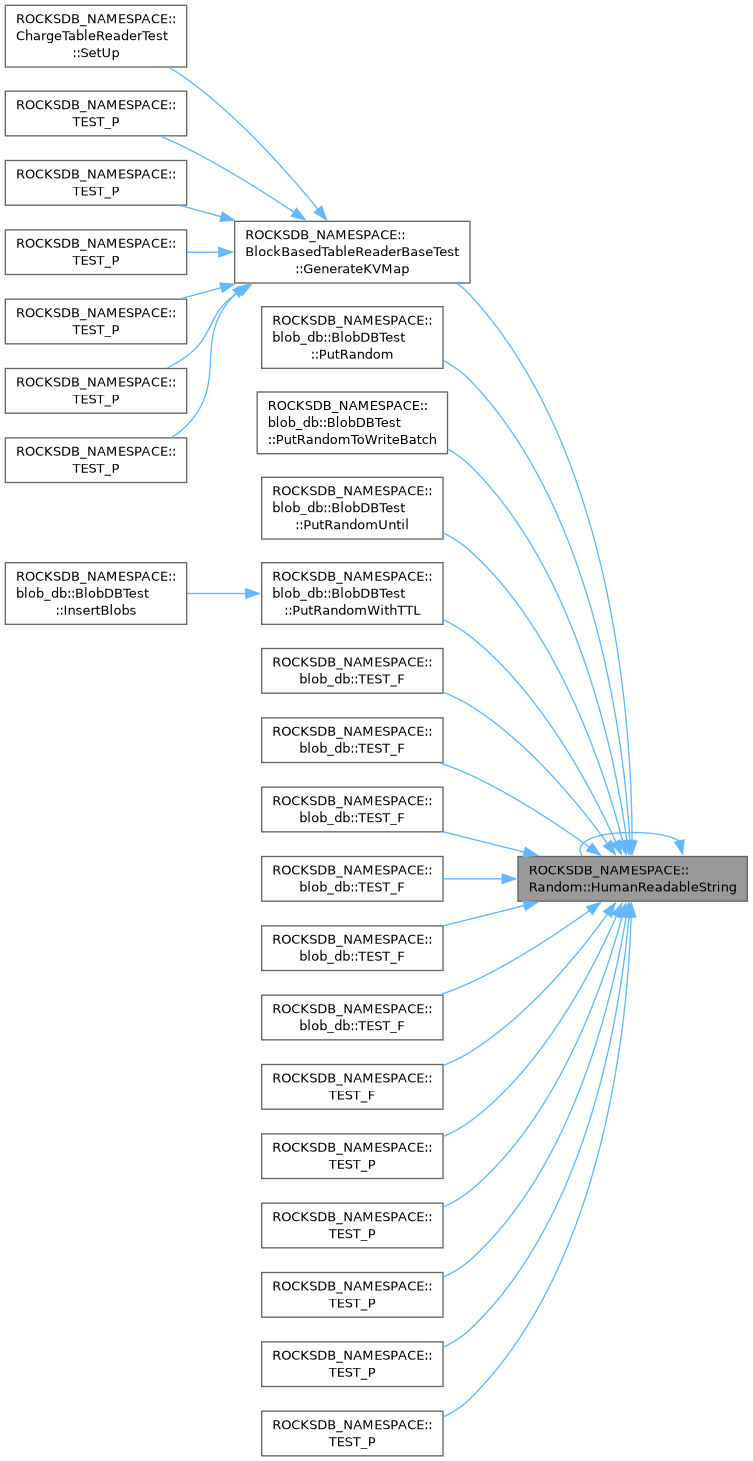 ROCKSDB_NAMESPACE::
ChargeTableReaderTest
::SetUp
ROCKSDB_NAMESPACE::
TEST_P
ROCKSDB_NAMESPACE::
TEST_P
ROCKSDB_NAMESPACE::
TEST_P
ROCKSDB_NAMESPACE::
TEST_P
ROCKSDB_NAMESPACE::
TEST_P
ROCKSDB_NAMESPACE::
TEST_P
ROCKSDB_NAMESPACE::
blob_db::BlobDBTest
::InsertBlobs
ROCKSDB_NAMESPACE::
BlockBasedTableReaderBaseTest
::GenerateKVMap
ROCKSDB_NAMESPACE::
blob_db::BlobDBTest
::PutRandom
ROCKSDB_NAMESPACE::
blob_db::BlobDBTest
::PutRandomToWriteBatch
ROCKSDB_NAMESPACE::
blob_db::BlobDBTest
::PutRandomUntil
ROCKSDB_NAMESPACE::
blob_db::BlobDBTest
::PutRandomWithTTL
ROCKSDB_NAMESPACE::
blob_db::TEST_F
ROCKSDB_NAMESPACE::
blob_db::TEST_F
ROCKSDB_NAMESPACE::
blob_db::TEST_F
ROCKSDB_NAMESPACE::
blob_db::TEST_F
ROCKSDB_NAMESPACE::
blob_db::TEST_F
ROCKSDB_NAMESPACE::
blob_db::TEST_F
ROCKSDB_NAMESPACE::
TEST_F
ROCKSDB_NAMESPACE::
TEST_P
ROCKSDB_NAMESPACE::
TEST_P
ROCKSDB_NAMESPACE::
TEST_P
ROCKSDB_NAMESPACE::
TEST_P
ROCKSDB_NAMESPACE::
TEST_P
ROCKSDB_NAMESPACE::
Random::HumanReadableString